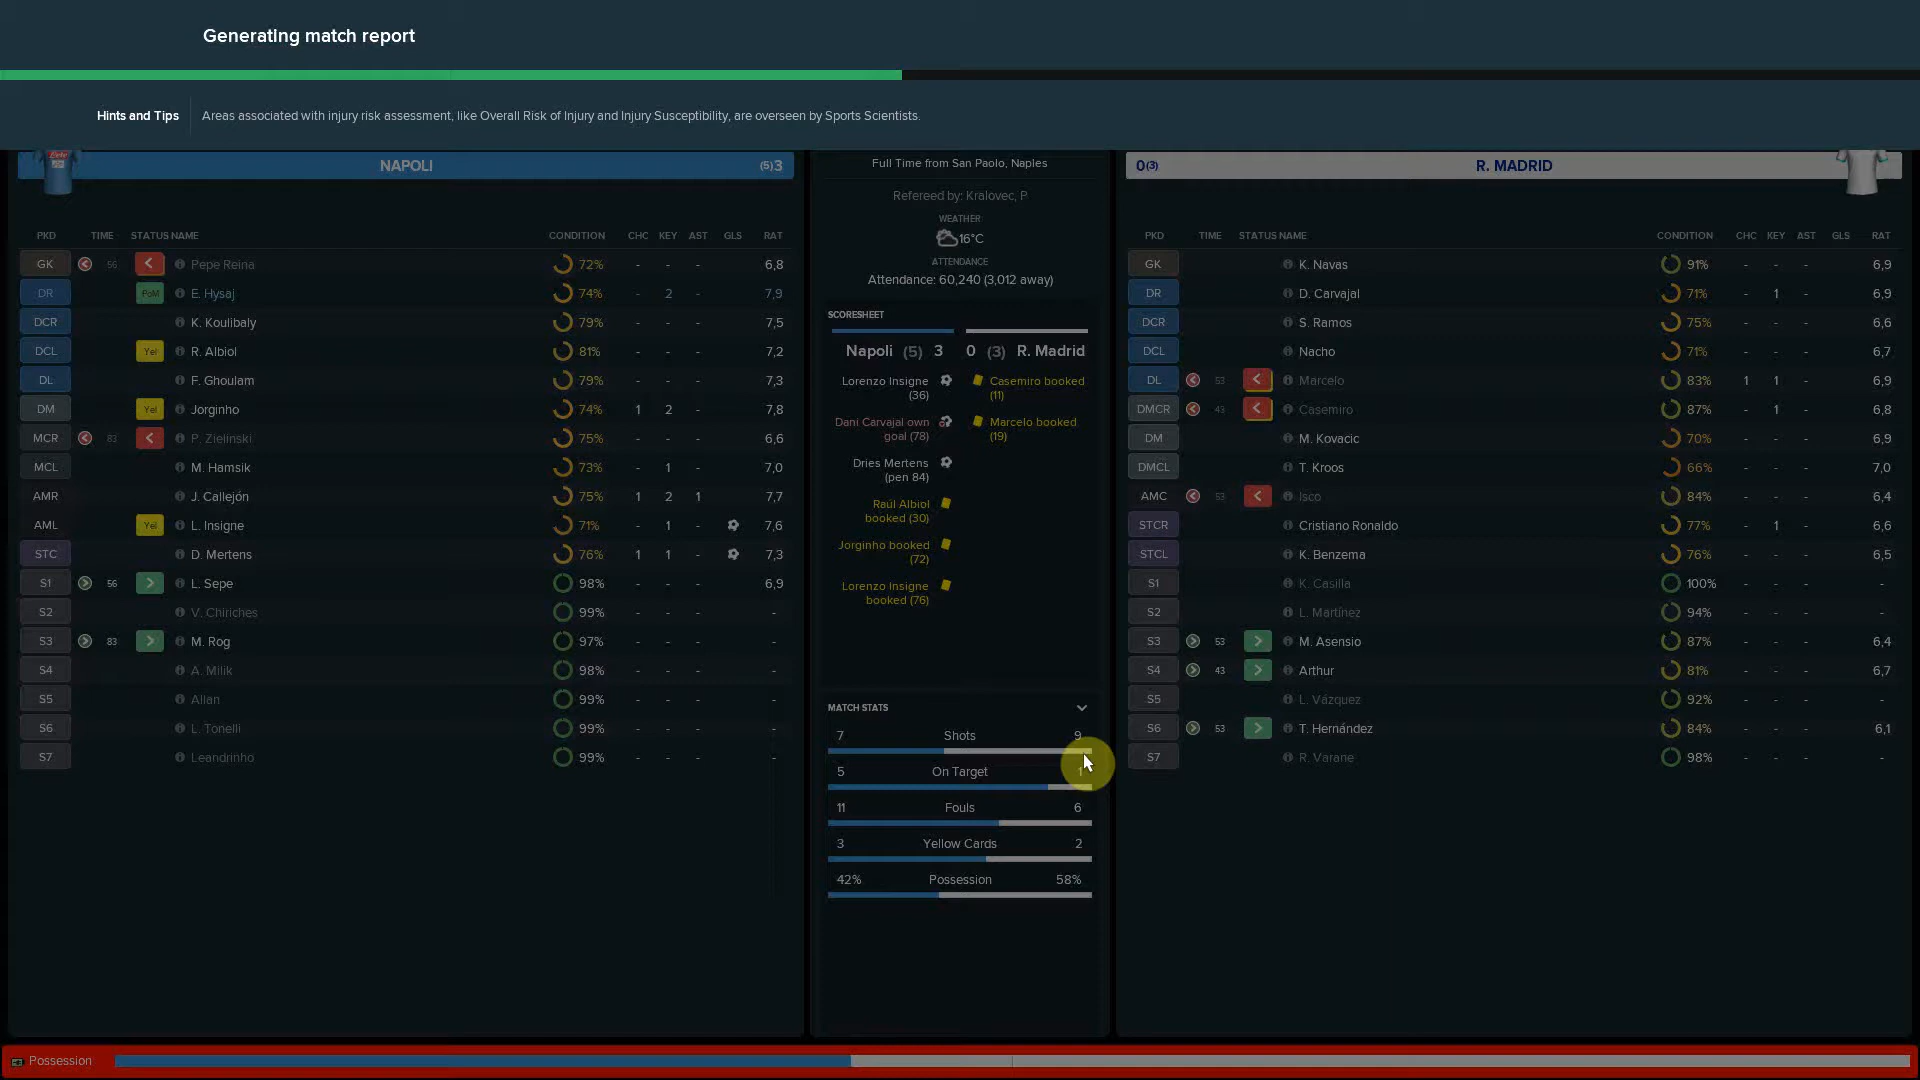 Generating match report
Hints and Tips
Areas associated with injury risk assessment, like Overall Risk of Injury and Injury Susceptibility, are overseen by Sports Scientists.
NAPOLI (5)3
PKD TIME STATUS NAME CONDITION CHC KEY AST GLS RAT
GK 56 Pepe Reina 72% - - - 6,8
DR PoM E. Hysaj 74% - 2 - 7,9
DCR K. Koulibaly 79% - - - 7,5
DCL Yel R. Albiol 81% - - - 7,2
DL F. Ghoulam 79% - - - 7,3
DM Yel Jorginho 74% 1 2 - 7,8
MCR 83 P. Zielinski 75% - - - 6,6
MCL M. Hamsik 73% - 1 - 7,0
AMR J. Callejón 75% 1 2 1 7,7
AML Yel L. Insigne 71% - 1 - 7,6
STC D. Mertens 76% 1 1 - 7,3
S1 56 L. Sepe 98% - - - 6,9
S2 V. Chiriches 99% - - - -
S3 83 M. Rog 97% - - - -
S4 A. Milik 98% - - - -
S5 Allan 99% - - - -
S6 L. Tonelli 99% - - - -
S7 Leandrinho 99% - - - -
Full Time from San Paolo, Naples
Refereed by: Kralovec, P
WEATHER
16°C
ATTENDANCE
Attendance: 60,240 (3,012 away)
SCORESHEET
Napoli (5) 3 0 (3) R. Madrid
Lorenzo Insigne
(36)
Dani Carvajal own
goal (78)
Dries Mertens
(pen 84)
Raúl Albiol
booked (30)
Jorginho booked
(72)
Lorenzo Insigne
booked (76)
Casemiro booked
(11)
Marcelo booked
(19)
MATCH STATS
7 Shots 9
5 On Target 1
11 Fouls 6
3 Yellow Cards 2
42% Possession 58%
0(3) R. MADRID
PKD TIME STATUS NAME CONDITION CHC KEY AST GLS RAT
GK K. Navas 91% - - - 6,9
DR D. Carvajal 71% - 1 - 6,9
DCR S. Ramos 75% - - - 6,6
DCL Nacho 71% - - - 6,7
DL 53 Marcelo 83% 1 1 - 6,9
DMCR 43 Casemiro 87% - 1 - 6,8
DM M. Kovacic 70% - - - 6,9
DMCL T. Kroos 66% - - - 7,0
AMC 53 Isco 84% - - - 6,4
STCR Cristiano Ronaldo 77% - 1 - 6,6
STCL K. Benzema 76% - - - 6,5
S1 K. Casilla 100% - - - -
S2 L. Martínez 94% - - - -
S3 53 M. Asensio 87% - - - 6,4
S4 43 Arthur 81% - - - 6,7
S5 L. Vázquez 92% - - - -
S6 53 T. Hernández 84% - - - 6,1
S7 R. Varane 98% - - - -
Possession